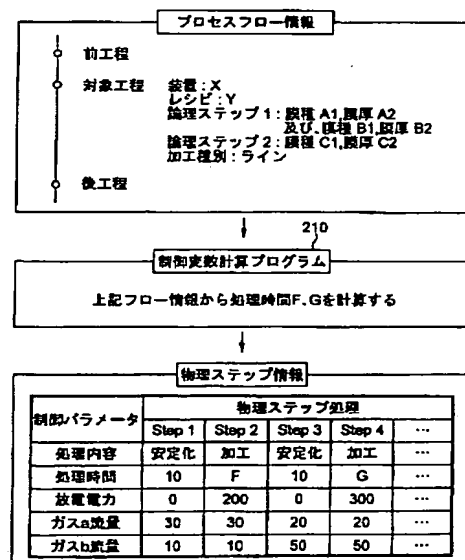 プロセスフロー情報
前工程
対象工程 装置：X
レシピ：Y
論理ステップ1：膜種 A1,膜厚 A2
及び、膜種 B1,膜厚 B2
論理ステップ2：膜種 C1,膜厚 C2
加工種別：ライン
後工程
210
制御変数計算プログラム
上記フロー情報から処理時間F、Gを計算する
物理ステップ情報
制御パラメータ 物理ステップ処理
Step 1 Step 2 Step 3 Step 4 …
処理内容 安定化 加工 安定化 加工 …
処理時間 10 F 10 G …
放電電力 0 200 0 300 …
ガスa流量 30 30 20 20 …
ガスb流量 10 10 50 50 …